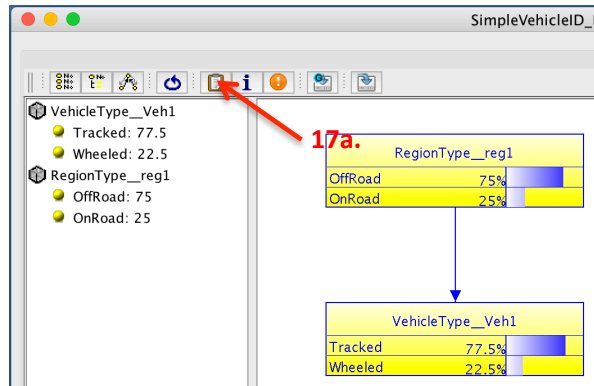 SimpleVehicleID_
17a.
VehicleType__Veh1
Tracked: 77.5
Wheeled: 22.5
RegionType__reg1
OffRoad: 75
OnRoad: 25
RegionType__reg1
OffRoad 75%
OnRoad 25%
VehicleType__Veh1
Tracked 77.5%
Wheeled 22.5%